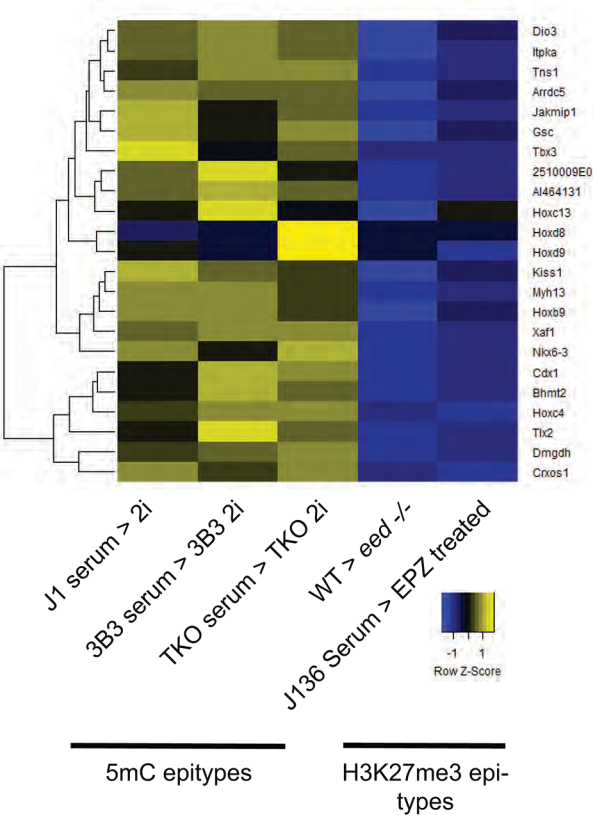 Dio3
Itpka
Tns1
Arrdc5
Jakmip1
Gsc
Tbx3
2510009E0
AI464131
Hoxc13
Hoxd8
Hoxd9
Kiss1
Myh13
Hoxb9
Xaf1
Nkx6-3
Cdx1
Bhmt2
Hoxc4
Tlx2
Dmgdh
Crxos1
J1 serum > 2i
3B3 serum > 3B3 2i
TKO serum > TKO 2i
WT > eed -/-
J136 Serum > EPZ treated
-1 1
Row Z-Score
5mC epitypes
H3K27me3 epi-
types